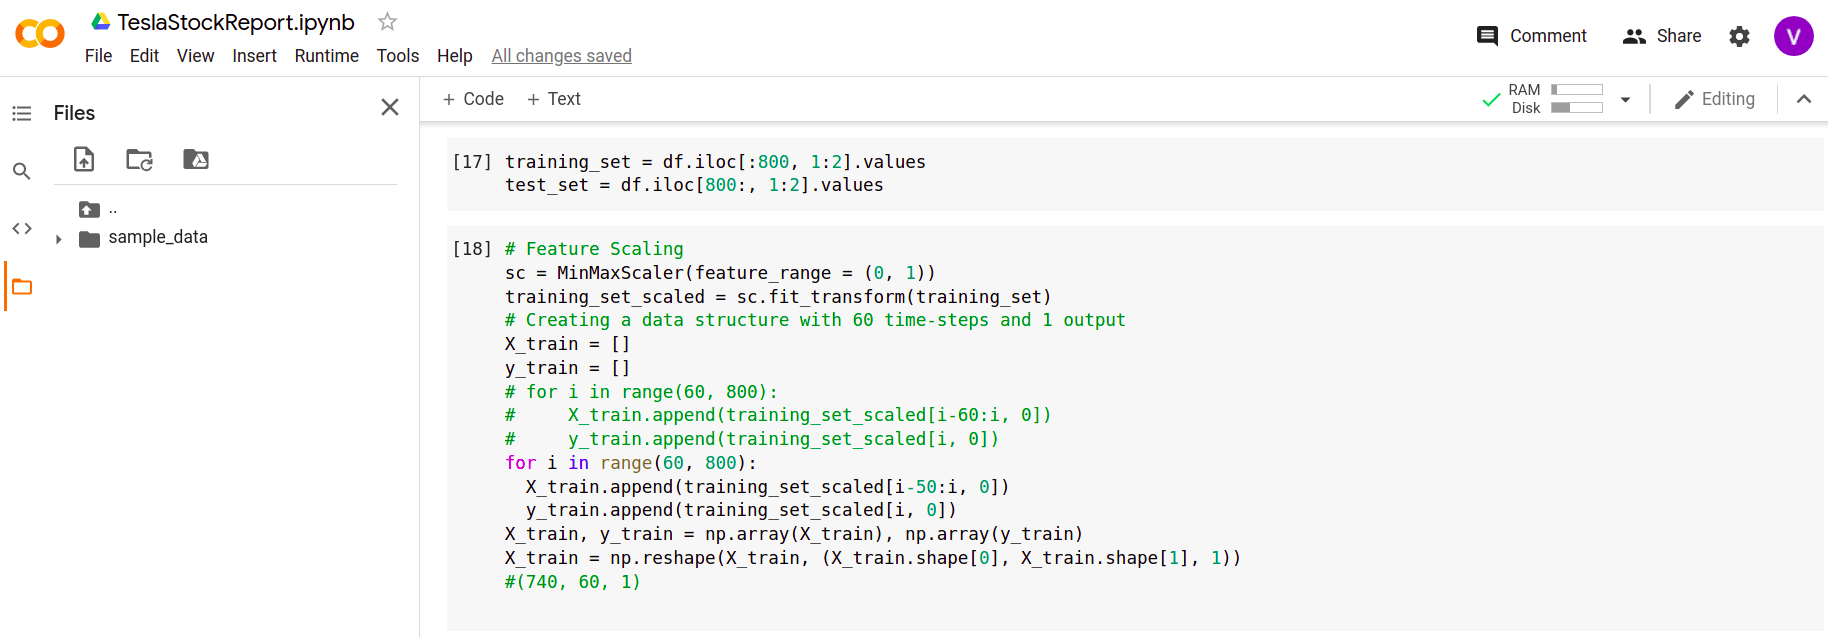 TeslaStockReport.ipynb
File Edit View Insert Runtime Tools Help All changes saved
Comment Share V
Files
+ Code + Text
RAM
Disk
Editing
..
sample_data
[17] training_set = df.iloc[:800, 1:2].values
test_set = df.iloc[800:, 1:2].values
[18] # Feature Scaling
sc = MinMaxScaler(feature_range = (0, 1))
training_set_scaled = sc.fit_transform(training_set)
# Creating a data structure with 60 time-steps and 1 output
X_train = []
y_train = []
# for i in range(60, 800):
#     X_train.append(training_set_scaled[i-60:i, 0])
#     y_train.append(training_set_scaled[i, 0])
for i in range(60, 800):
  X_train.append(training_set_scaled[i-50:i, 0])
  y_train.append(training_set_scaled[i, 0])
X_train, y_train = np.array(X_train), np.array(y_train)
X_train = np.reshape(X_train, (X_train.shape[0], X_train.shape[1], 1))
#(740, 60, 1)